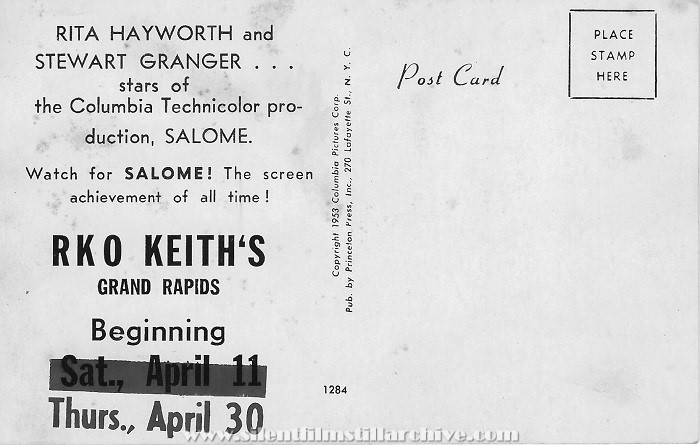 RITA HAYWORTH and
STEWART GRANGER . . .
stars of
the Columbia Technicolor pro-
duction, SALOME.
Watch for SALOME! The screen
achievement of all time!
RKO KEITH'S
GRAND RAPIDS
Beginning
Sat., April 11
Thurs., April 30
Copyright 1953 Columbia Pictures Corp.
Pub. by Princeton Press, Inc., 270 Lafayette St., N. Y. C.
1284
Post Card
PLACE
STAMP
HERE
www.silentfilmstillarchive.com